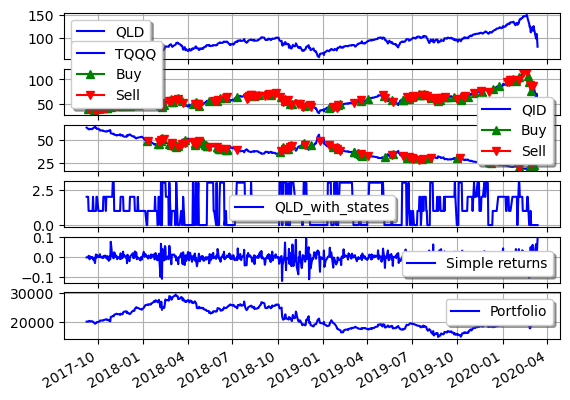 150
100
QLD
TQQQ
Buy
Sell
100
50
QID
Buy
Sell
50
25
2.5
0.0
QLD_with_states
0.1
0.0
−0.1
Simple returns
30000
20000
Portfolio
2017-10
2018-01
2018-04
2018-07
2018-10
2019-01
2019-04
2019-07
2019-10
2020-01
2020-04